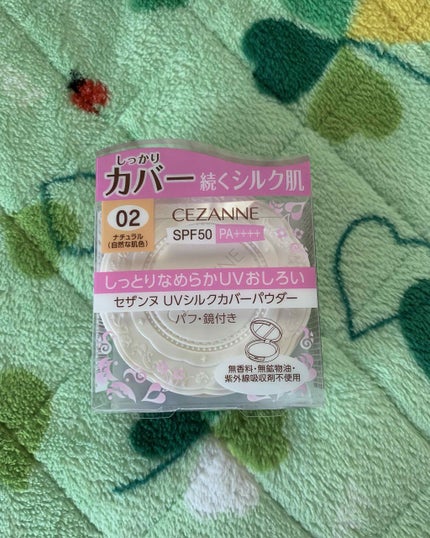 しっかり
カバー 続くシルク肌
02
ナチュラル
(自然な肌色)
CEZANNE
SPF50 PA++++
しっとりなめらかUVおしろい
セザンヌ UVシルクカバーパウダー
パフ・鏡付き
無香料・無鉱物油・
紫外線吸収剤不使用